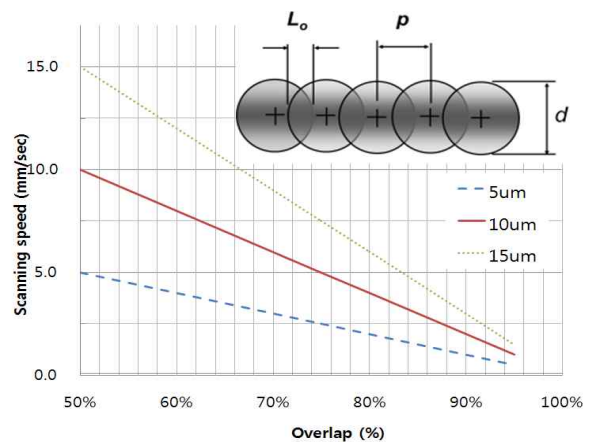 Lo
p
d
15.0
10.0
5.0
0.0
Scanning speed (mm/sec)
5um
10um
15um
50%
60%
70%
80%
90%
100%
Overlap (%)